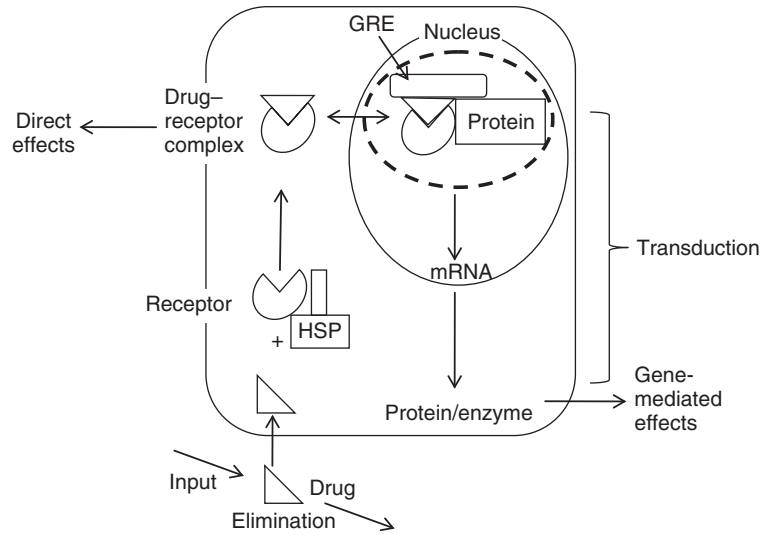 GRE
Nucleus
Direct
effects
Drug–
receptor
complex
Protein
Transduction
mRNA
Receptor
+
HSP
Protein/enzyme
Gene-
mediated
effects
Input
Drug
Elimination